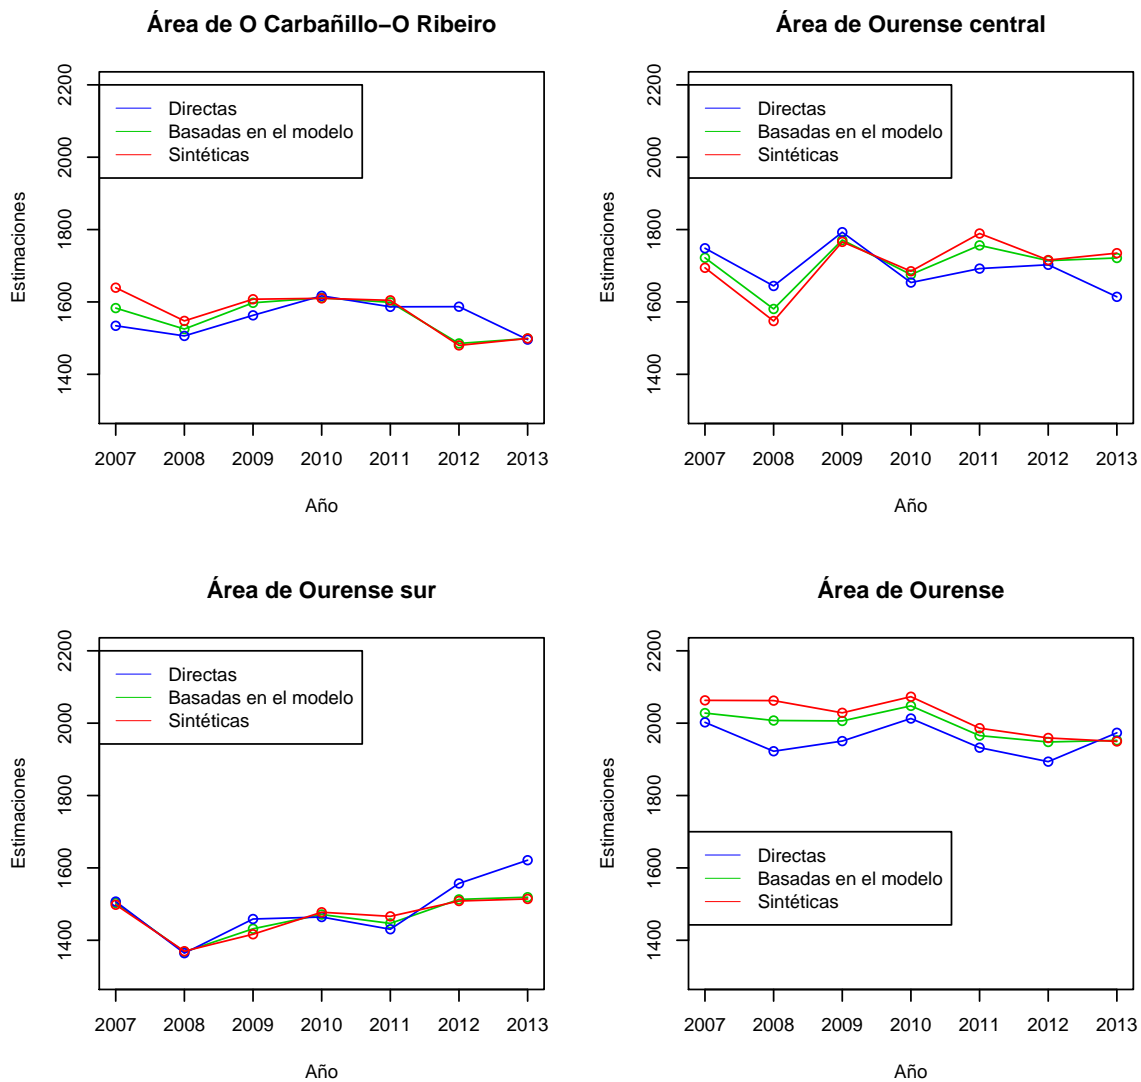 Área de O Carbañillo−O Ribeiro
2200
2000
1800
1600
1400
Estimaciones
Directas
Basadas en el modelo
Sintéticas
2007 2008 2009 2010 2011 2012 2013
Año
Área de Ourense central
2200
2000
1800
1600
1400
Estimaciones
Directas
Basadas en el modelo
Sintéticas
2007 2008 2009 2010 2011 2012 2013
Año
Área de Ourense sur
2200
2000
1800
1600
1400
Estimaciones
Directas
Basadas en el modelo
Sintéticas
2007 2008 2009 2010 2011 2012 2013
Año
Área de Ourense
2200
2000
1800
1600
1400
Estimaciones
Directas
Basadas en el modelo
Sintéticas
2007 2008 2009 2010 2011 2012 2013
Año